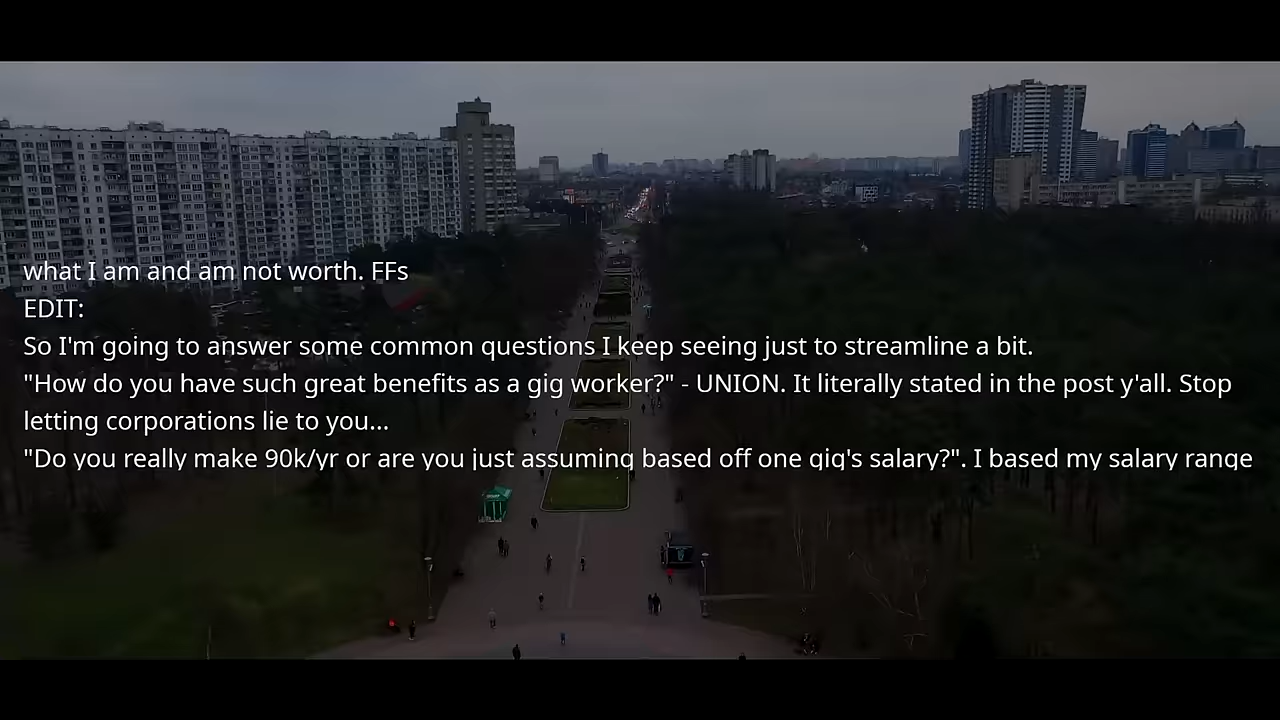 what I am and am not worth. FFs
EDIT:
So I'm going to answer some common questions I keep seeing just to streamline a bit.
"How do you have such great benefits as a gig worker?" - UNION. It literally stated in the post y'all. Stop
letting corporations lie to you...
"Do you really make 90k/yr or are you just assuming based off one gig's salary?". I based my salary range